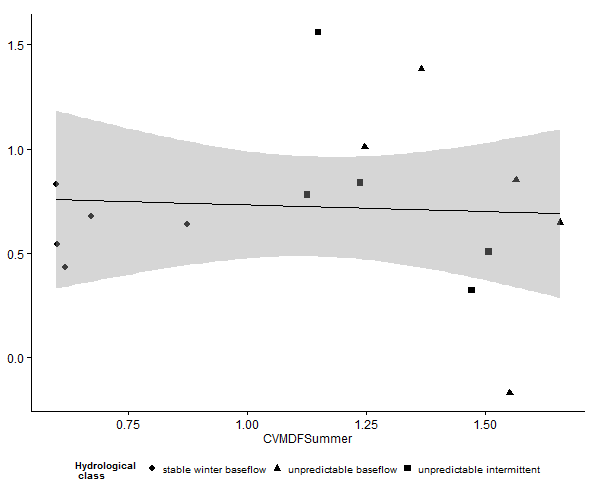 1.5
1.0
0.5
0.0
0.75 1.00 1.25 1.50
CVMDFSummer
Hydrological
class
stable winter baseflow unpredictable baseflow unpredictable intermittent